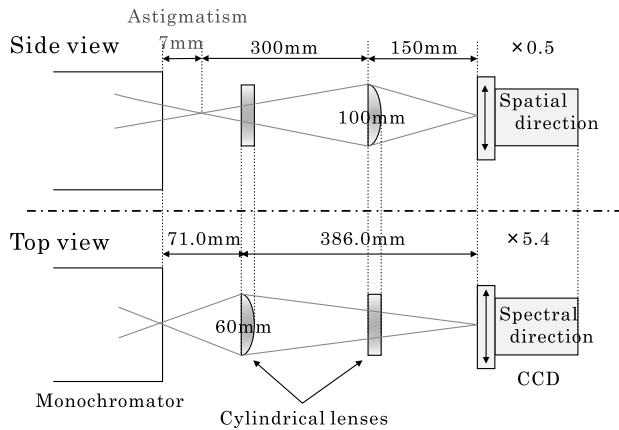 Astigmatism
7mm
Side view
300mm
150mm
×0.5
100mm
Spatial
direction
Top view
71.0mm
386.0mm
×5.4
60mm
Spectral
direction
CCD
Monochromator
Cylindrical lenses